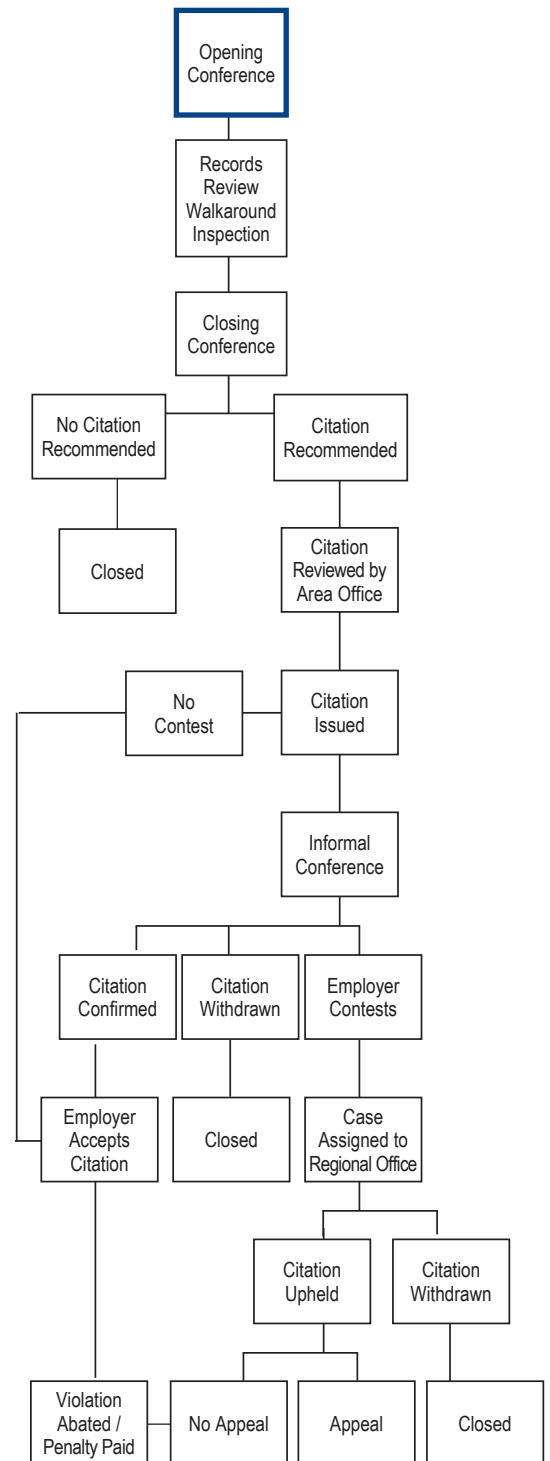 Opening
Conference
Records
Review
Walkaround
Inspection
Closing
Conference
No Citation
Recommended
Citation
Recommended
Closed
Citation
Reviewed by
Area Office
No
Contest
Citation
Issued
Informal
Conference
Citation
Confirmed
Citation
Withdrawn
Employer
Contests
Employer
Accepts
Citation
Closed
Case
Assigned to
Regional Office
Citation
Upheld
Citation
Withdrawn
Violation
Abated /
Penalty Paid
No Appeal
Appeal
Closed